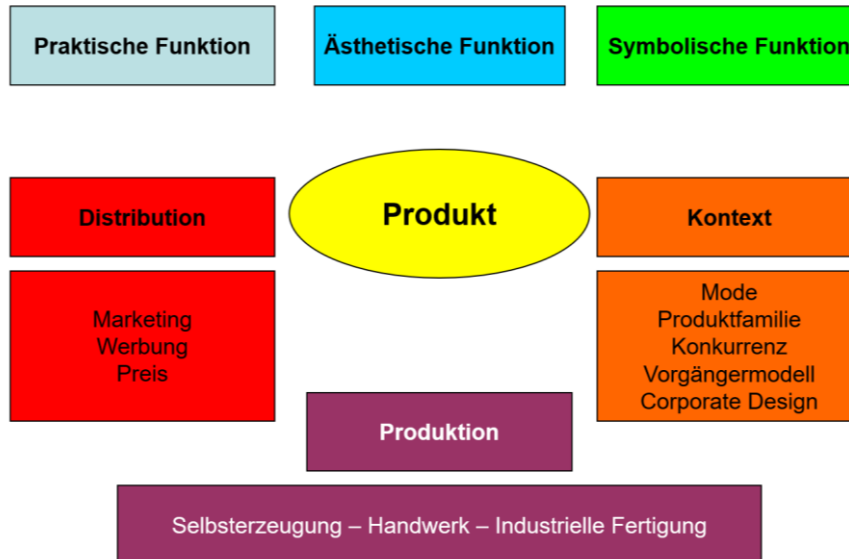 Praktische Funktion
Ästhetische Funktion
Symbolische Funktion
Distribution
Produkt
Kontext
Marketing
Werbung
Preis
Mode
Produktfamilie
Konkurrenz
Vorgängermodell
Corporate Design
Produktion
Selbsterzeugung – Handwerk – Industrielle Fertigung